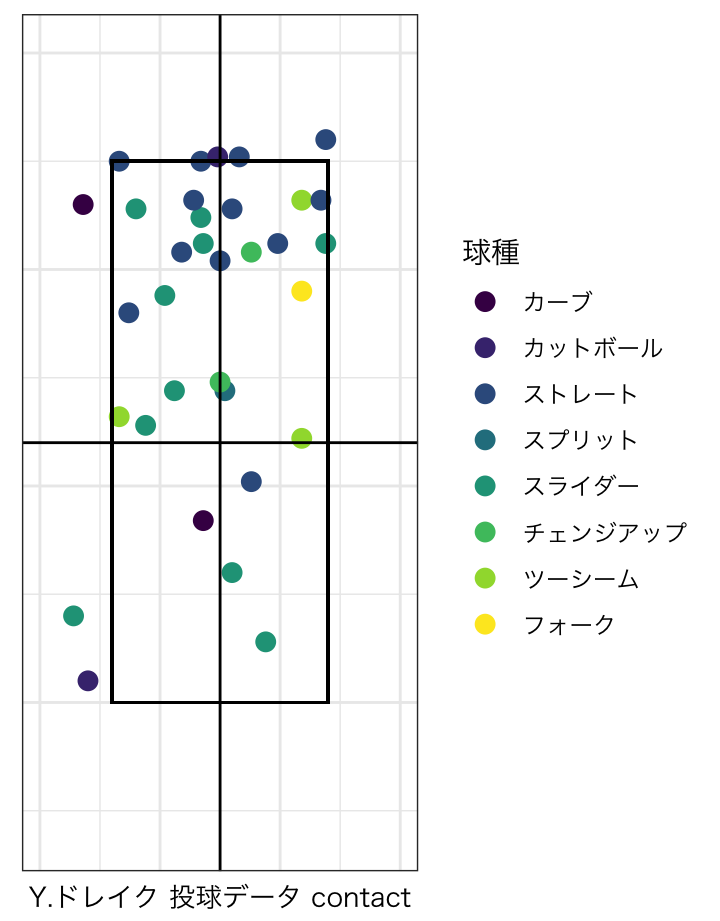 球種
カーブ
カットボール
ストレート
スプリット
スライダー
チェンジアップ
ツーシーム
フォーク
Y.ドレイク 投球データ contact